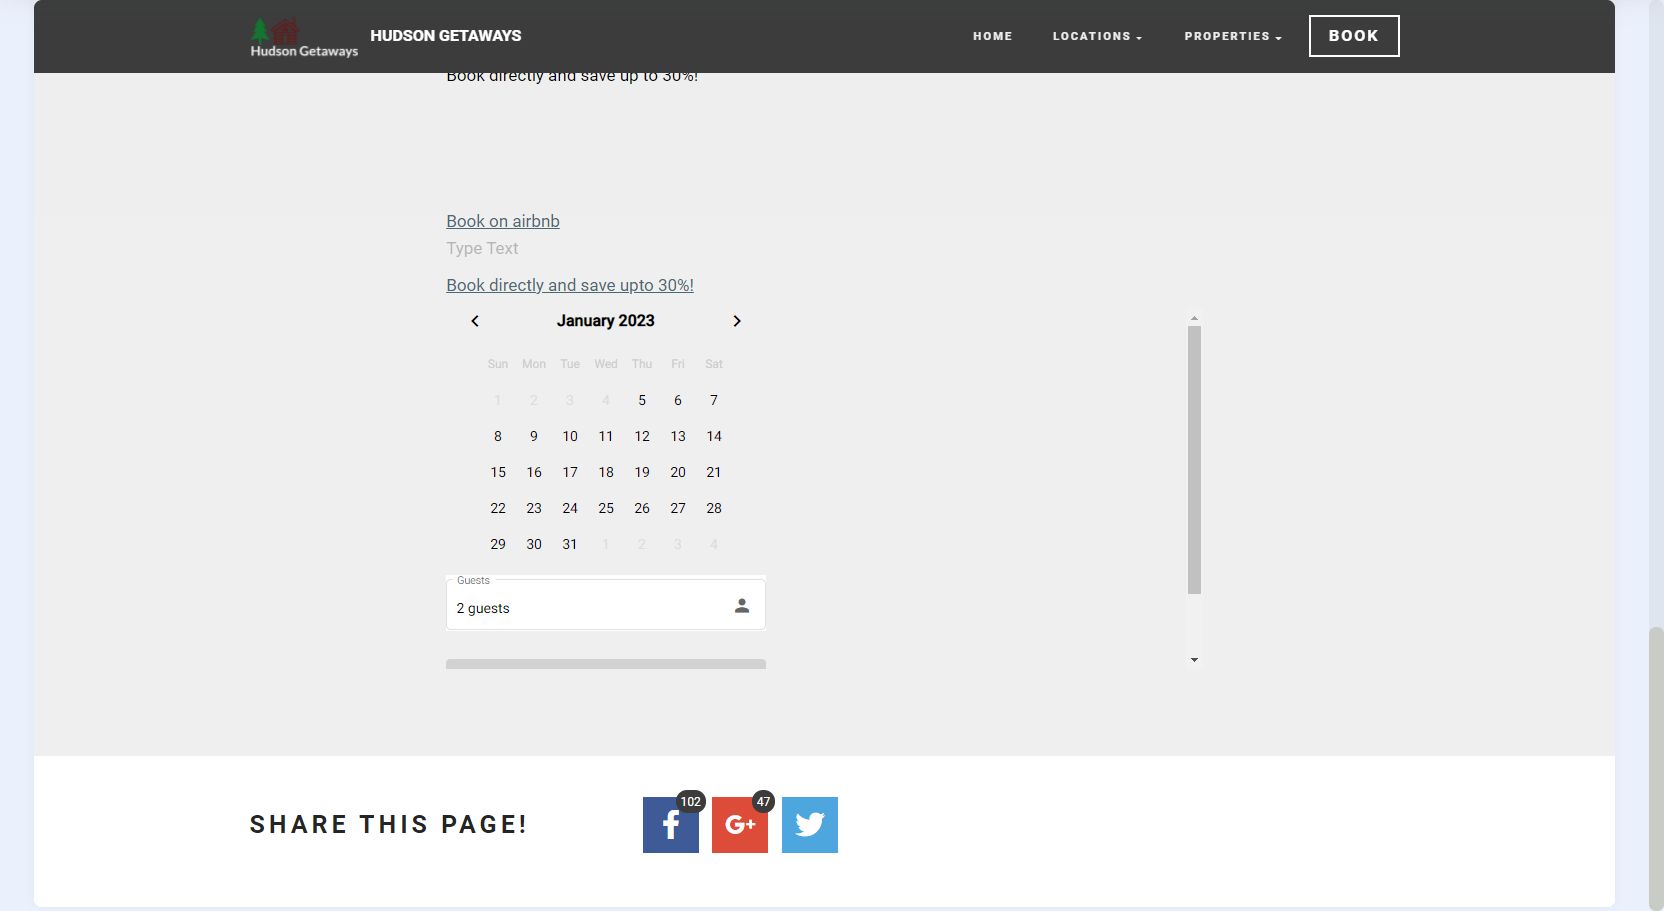 Hudson Getaways
HUDSON GETAWAYS
HOME
LOCATIONS
PROPERTIES
BOOK
Book directly and save up to 30%!
Book on airbnb
Type Text
Book directly and save upto 30%!
January 2023
Sun Mon Tue Wed Thu Fri Sat
1 2 3 4 5 6 7
8 9 10 11 12 13 14
15 16 17 18 19 20 21
22 23 24 25 26 27 28
29 30 31 1 2 3 4
Guests
2 guests
SHARE THIS PAGE!
102
47
G+